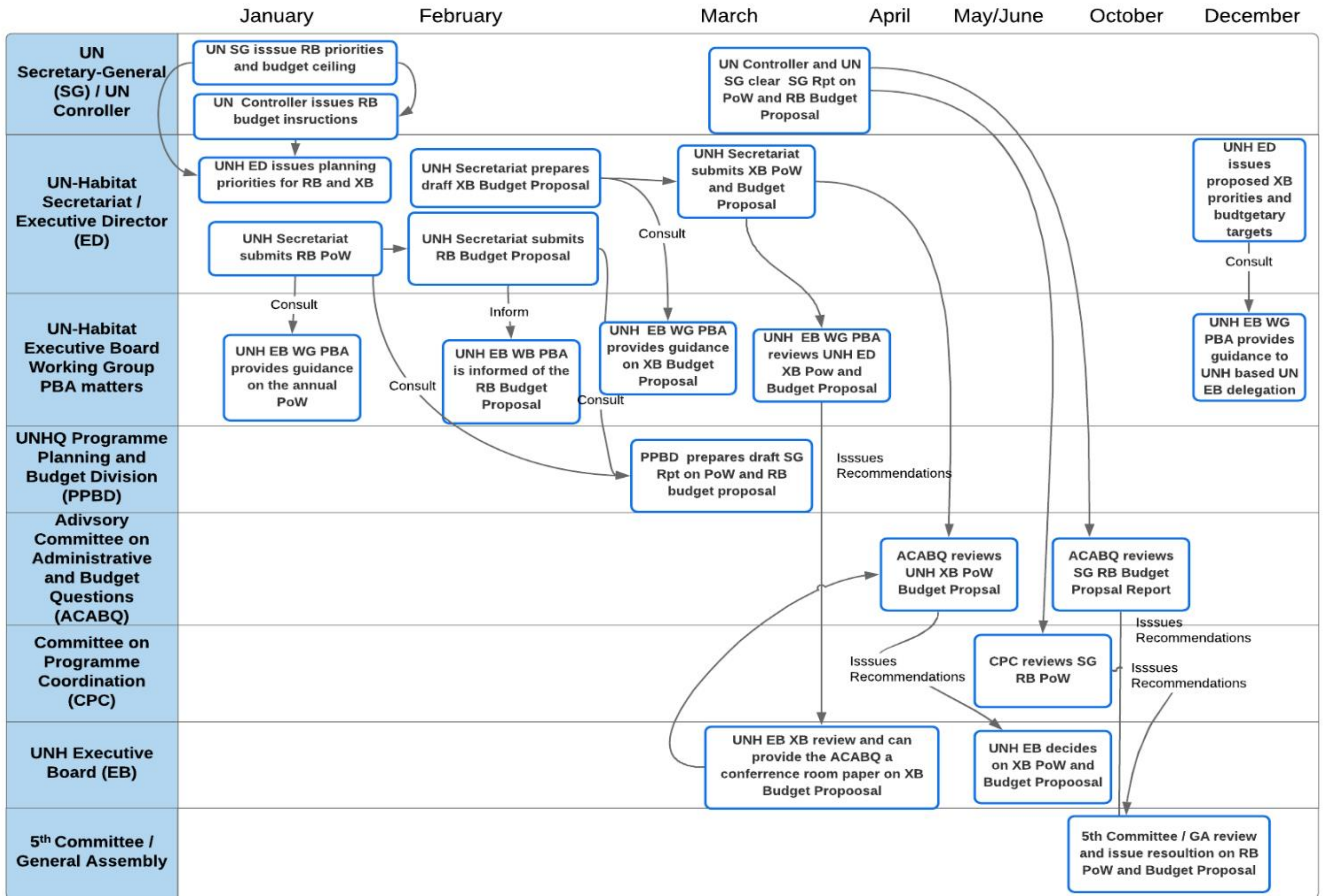 January
February
March
April
May/June
October
December
UN
Secretary-General
(SG) / UN
Conroller
UN SG isssue RB priorities
and budget ceiling
UN  Controller issues RB
budget insructions
UN Controller and UN
SG clear  SG Rpt on
PoW and RB Budget
Proposal
UN-Habitat
Secretariat /
Executive Director
(ED)
UNH ED issues planning
priorities for RB and XB
UNH Secretariat prepares
draff XB Budget Proposal
UNH Secretariat
submits XB PoW
and Budget
Proposal
UNH ED
issues
proposed XB
prorities and
budtgetary
targets
UNH Secretariat
submits RB PoW
UNH Secretariat submits
RB Budget Proposal
Consult
Consult
Consult
Inform
UN-Habitat
Executive Board
Working Group
PBA matters
UNH EB WG PBA
provides guidance
on the annual
PoW
Consult
UNH EB WB PBA
is informed of the
RB Budget
Proposal
UNH EB WG PBA
provides guidance
on XB Budget
Proposal
Consult
UNH  EB WG PBA
reviews UNH ED
XB Pow and
Budget Proposal
UNH EB WG
PBA provides
guidance to
UNH based UN
EB delegation
UNHQ Programme
Planning and
Budget Division
(PPBD)
PPBD  prepares draft SG
Rpt on PoW and RB
budget proposal
Isssues
Recommendations
Adivsory
Committee on
Administrative
and Budget
Questions
(ACABQ)
ACABQ reviews
UNH XB PoW
Budget Propsal
ACABQ reviews
SG RB Budget
Propsal Report
Isssues
Recommendations
Committee on
Programme
Coordination
(CPC)
Isssues
Recommendations
CPC reviews SG
RB PoW
Isssues
Recommendations
UNH Executive
Board (EB)
UNH EB XB review and can
provide the ACABQ a
conferrence room paper on XB
Budget Propoosal
UNH EB decides
on XB PoW and
Budget Propoosal
5th Committee /
General Assembly
5th Committee / GA review
and issue resoultion on RB
PoW and Budget Proposal